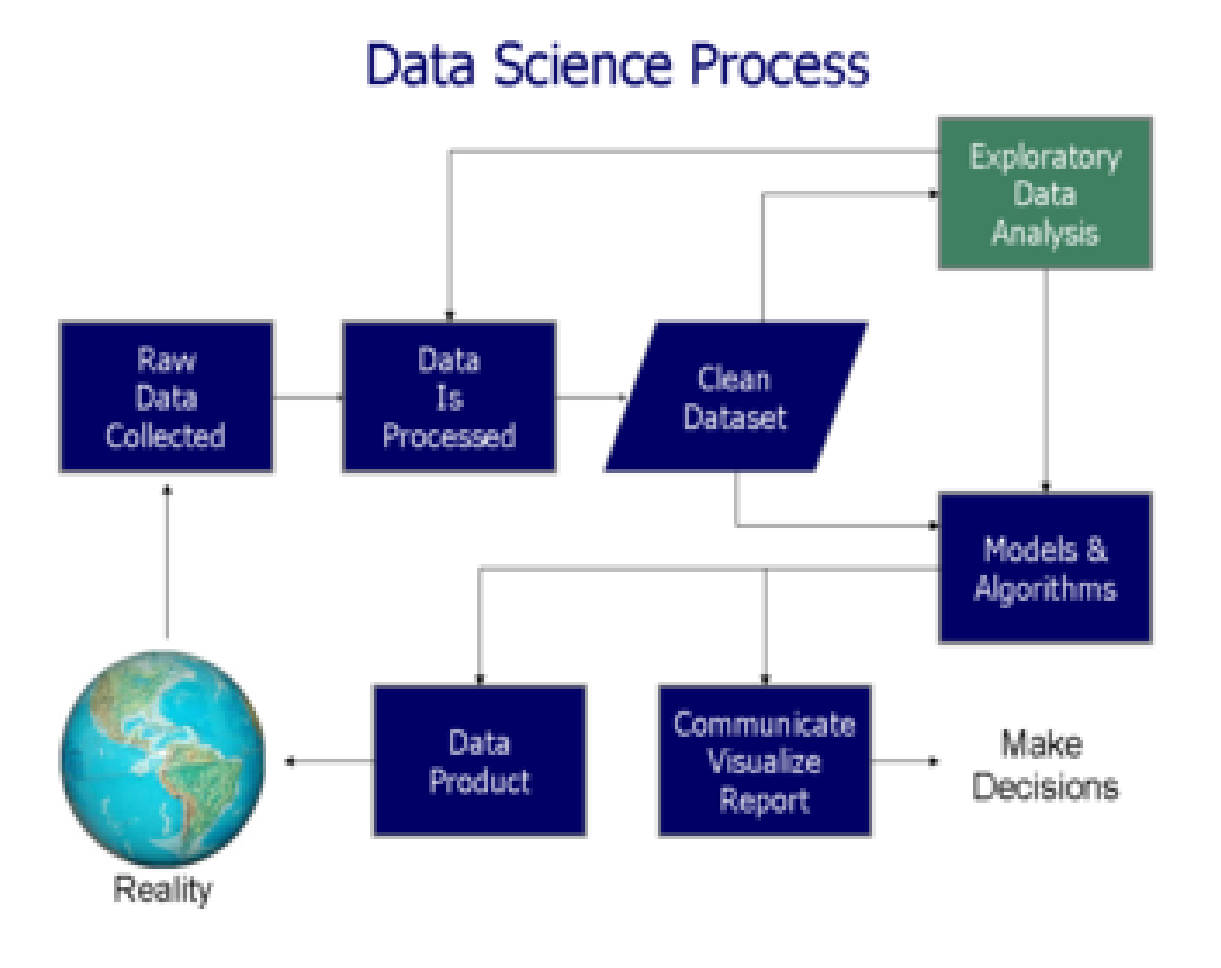 Data Science Process
Exploratory
Data
Analysis
Raw
Data
Collected
Data
Is
Processed
Clean
Dataset
Models &
Algorithms
Data
Product
Communicate
Visualize
Report
Make
Decisions
Reality